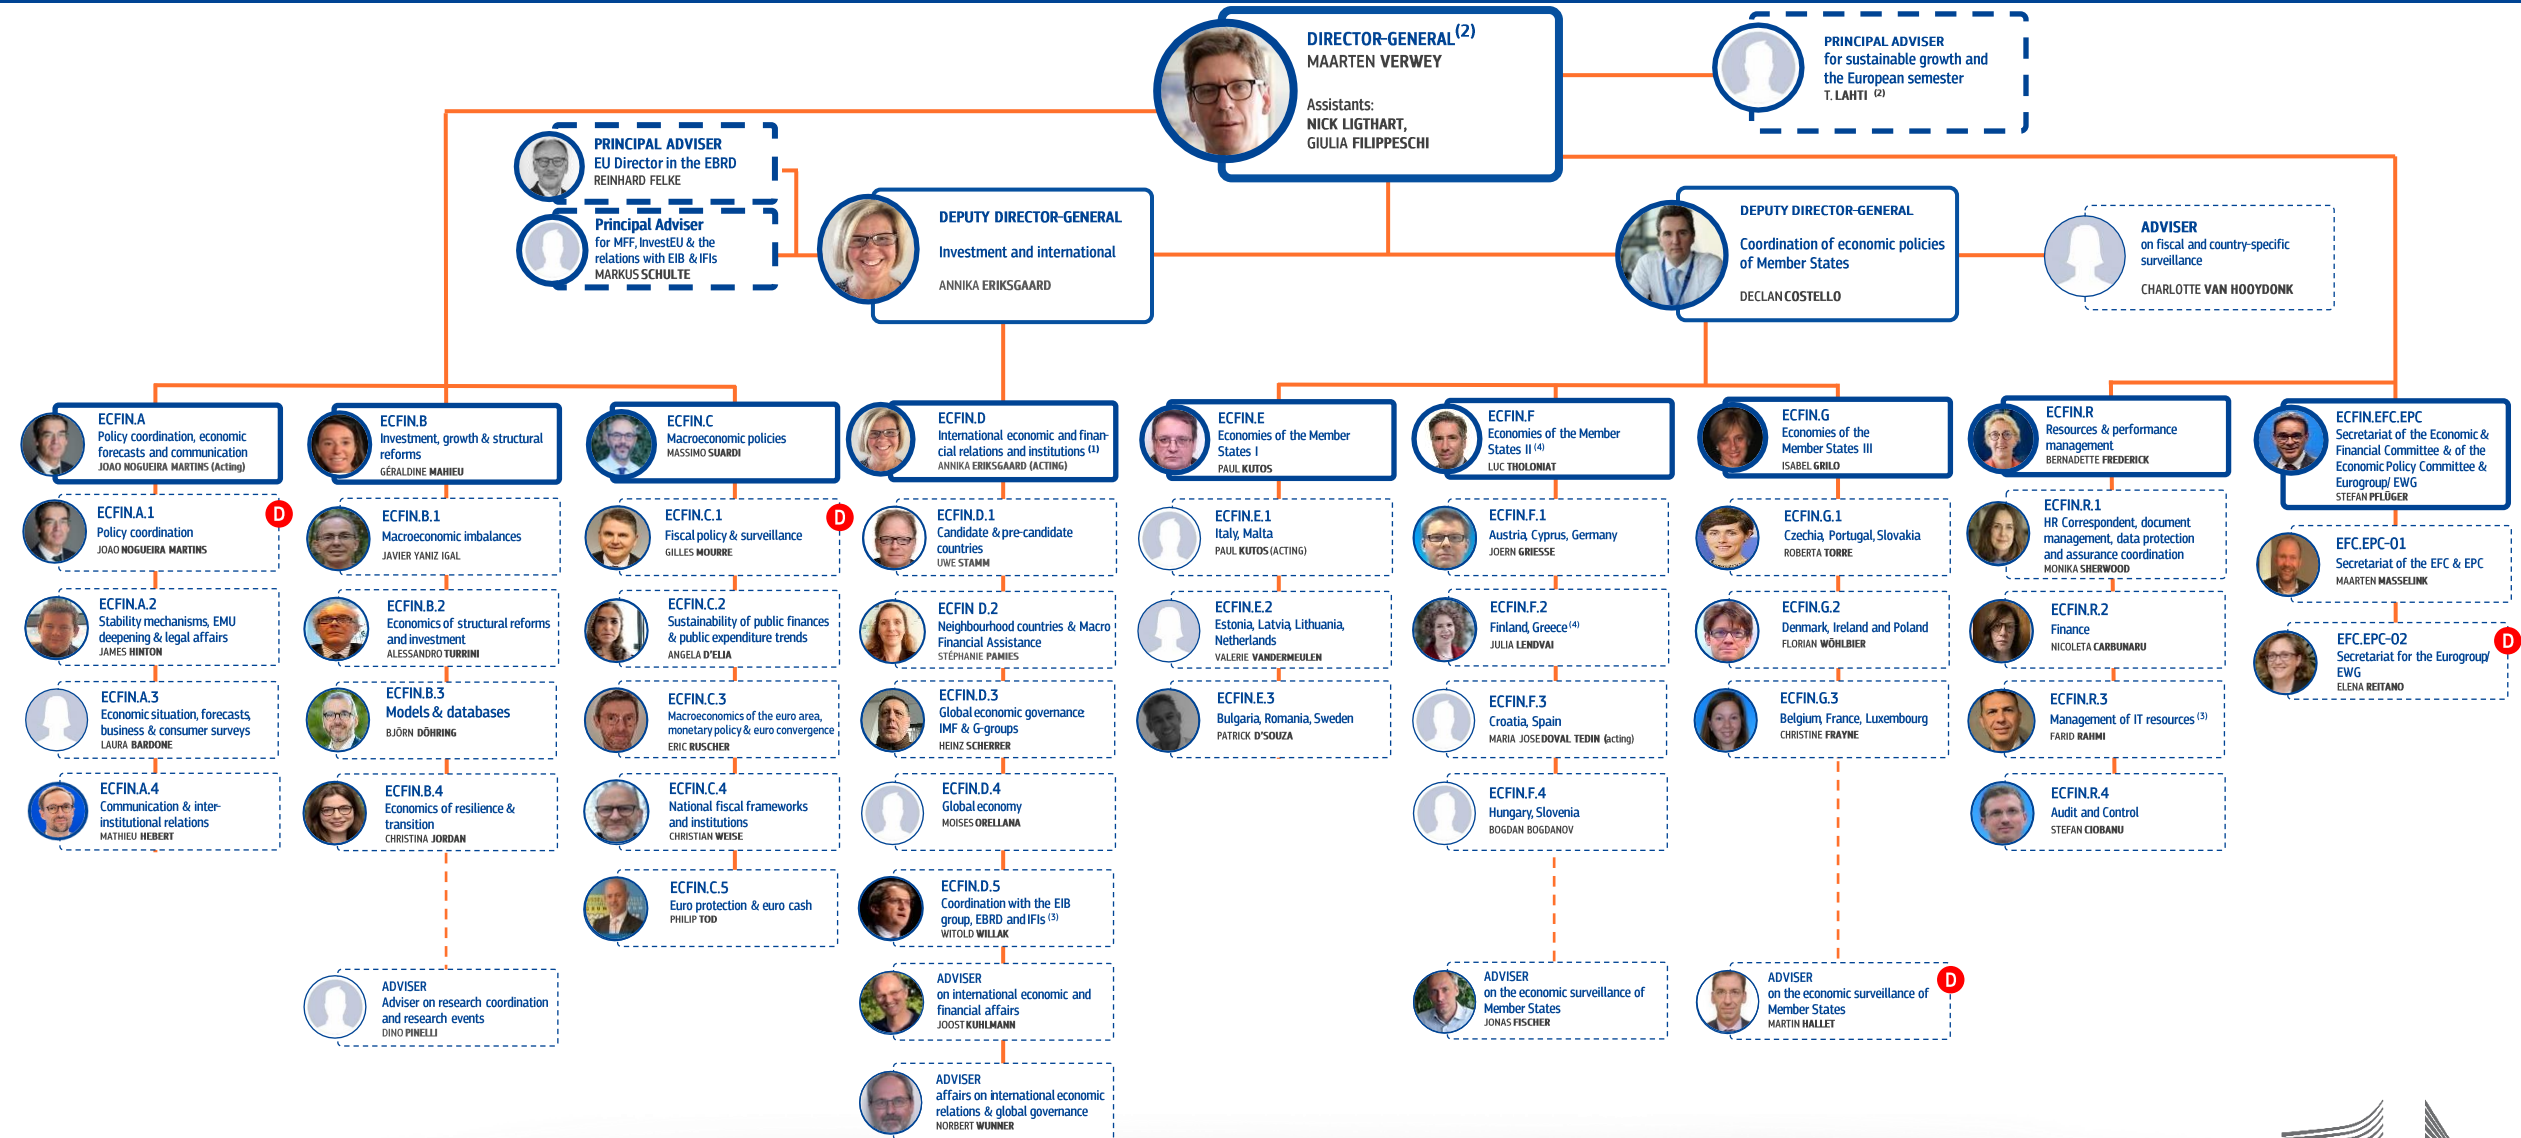 DIRECTOR-GENERAL(2)
MAARTEN VERWEY
Assistants:
NICK LIGTHART,
GIULIA FILIPPESCHI
PRINCIPAL ADVISER
for sustainable growth and
the European semester
T. LAHTI (2)
PRINCIPAL ADVISER
EU Director in the EBRD
REINHARD FELKE
Principal Adviser
for MFF, InvestEU & the
relations with EIB & IFIs
MARKUS SCHULTE
DEPUTY DIRECTOR-GENERAL
Investment and international
ANNIKA ERIKSGAARD
DEPUTY DIRECTOR-GENERAL
Coordination of economic policies
of Member States
DECLAN COSTELLO
ADVISER
on fiscal and country-specific
surveillance
CHARLOTTE VAN HOOYDONK
ECFIN.A
Policy coordination, economic
forecasts and communication
JOAO NOGUEIRA MARTINS (Acting)
ECFIN.A.1
Policy coordination
JOAO NOGUEIRA MARTINS
D
ECFIN.A.2
Stability mechanisms, EMU
deepening & legal affairs
JAMES HINTON
ECFIN.A.3
Economic situation, forecasts,
business & consumer surveys
LAURA BARDONE
ECFIN.A.4
Communication & inter-
institutional relations
MATHIEU HEBERT
ECFIN.B
Investment, growth & structural
reforms
GÉRALDINE MAHIEU
ECFIN.B.1
Macroeconomic imbalances
JAVIER YANIZ IGAL
ECFIN.B.2
Economics of structural reforms
and investment
ALESSANDRO TURRINI
ECFIN.B.3
Models & databases
BJÖRN DÖHRING
ECFIN.B.4
Economics of resilience &
transition
CHRISTINA JORDAN
ADVISER
Adviser on research coordination
and research events
DINO PINELLI
ECFIN.C
Macroeconomic policies
MASSIMO SUARDI
ECFIN.C.1
Fiscal policy & surveillance
GILLES MOURRE
D
ECFIN.C.2
Sustainability of public finances
& public expenditure trends
ANGELA D'ELIA
ECFIN.C.3
Macroeconomics of the euro area,
monetary policy & euro convergence
ERIC RUSCHER
ECFIN.C.4
National fiscal frameworks
and institutions
CHRISTIAN WEISE
ECFIN.C.5
Euro protection & euro cash
PHILIP TOD
ECFIN.D
International economic and finan-
cial relations and institutions (1)
ANNIKA ERIKSGAARD (ACTING)
ECFIN.D.1
Candidate & pre-candidate
countries
UWE STAMM
ECFIN D.2
Neighbourhood countries & Macro
Financial Assistance
STÉPHANIE PAMIES
ECFIN.D.3
Global economic governance:
IMF & G-groups
HEINZ SCHERRER
ECFIN.D.4
Global economy
MOISES ORELLANA
ECFIN.D.5
Coordination with the EIB
group, EBRD and IFIs (3)
WITOLD WILLAK
ADVISER
on international economic and
financial affairs
JOOST KUHLMANN
ADVISER
affairs on international economic
relations & global governance
NORBERT WUNNER
ECFIN.E
Economies of the Member
States I
PAUL KUTOS
ECFIN.E.1
Italy, Malta
PAUL KUTOS (ACTING)
ECFIN.E.2
Estonia, Latvia, Lithuania,
Netherlands
VALERIE VANDERMEULEN
ECFIN.E.3
Bulgaria, Romania, Sweden
PATRICK D'SOUZA
ECFIN.F
Economies of the Member
States II (4)
LUC THOLONIAT
ECFIN.F.1
Austria, Cyprus, Germany
JOERN GRIESSE
ECFIN.F.2
Finland, Greece (4)
JULIA LENDVAI
ECFIN.F.3
Croatia, Spain
MARIA JOSE DOVAL TEDIN (acting)
ECFIN.F.4
Hungary, Slovenia
BOGDAN BOGDANOV
ADVISER
on the economic surveillance of
Member States
JONAS FISCHER
ECFIN.G
Economies of the
Member States III
ISABEL GRILO
ECFIN.G.1
Czechia, Portugal, Slovakia
ROBERTA TORRE
ECFIN.G.2
Denmark, Ireland and Poland
FLORIAN WÖHLBIER
ECFIN.G.3
Belgium, France, Luxembourg
CHRISTINE FRAYNE
ADVISER
on the economic surveillance of
Member States
MARTIN HALLET
D
ECFIN.R
Resources & performance
management
BERNADETTE FREDERICK
ECFIN.R.1
HR Correspondent, document
management, data protection
and assurance coordination
MONIKA SHERWOOD
ECFIN.R.2
Finance
NICOLETA CARBUNARU
ECFIN.R.3
Management of IT resources (3)
FARID RAHMI
ECFIN.R.4
Audit and Control
STEFAN CIOBANU
ECFIN.EFC.EPC
Secretariat of the Economic &
Financial Committee & of the
Economic Policy Committee &
Eurogroup/ EWG
STEFAN PFLÜGER
EFC.EPC-01
Secretariat of the EFC & EPC
MAARTEN MASSELINK
EFC.EPC-02
Secretariat for the Eurogroup/
EWG
ELENA REITANO
D